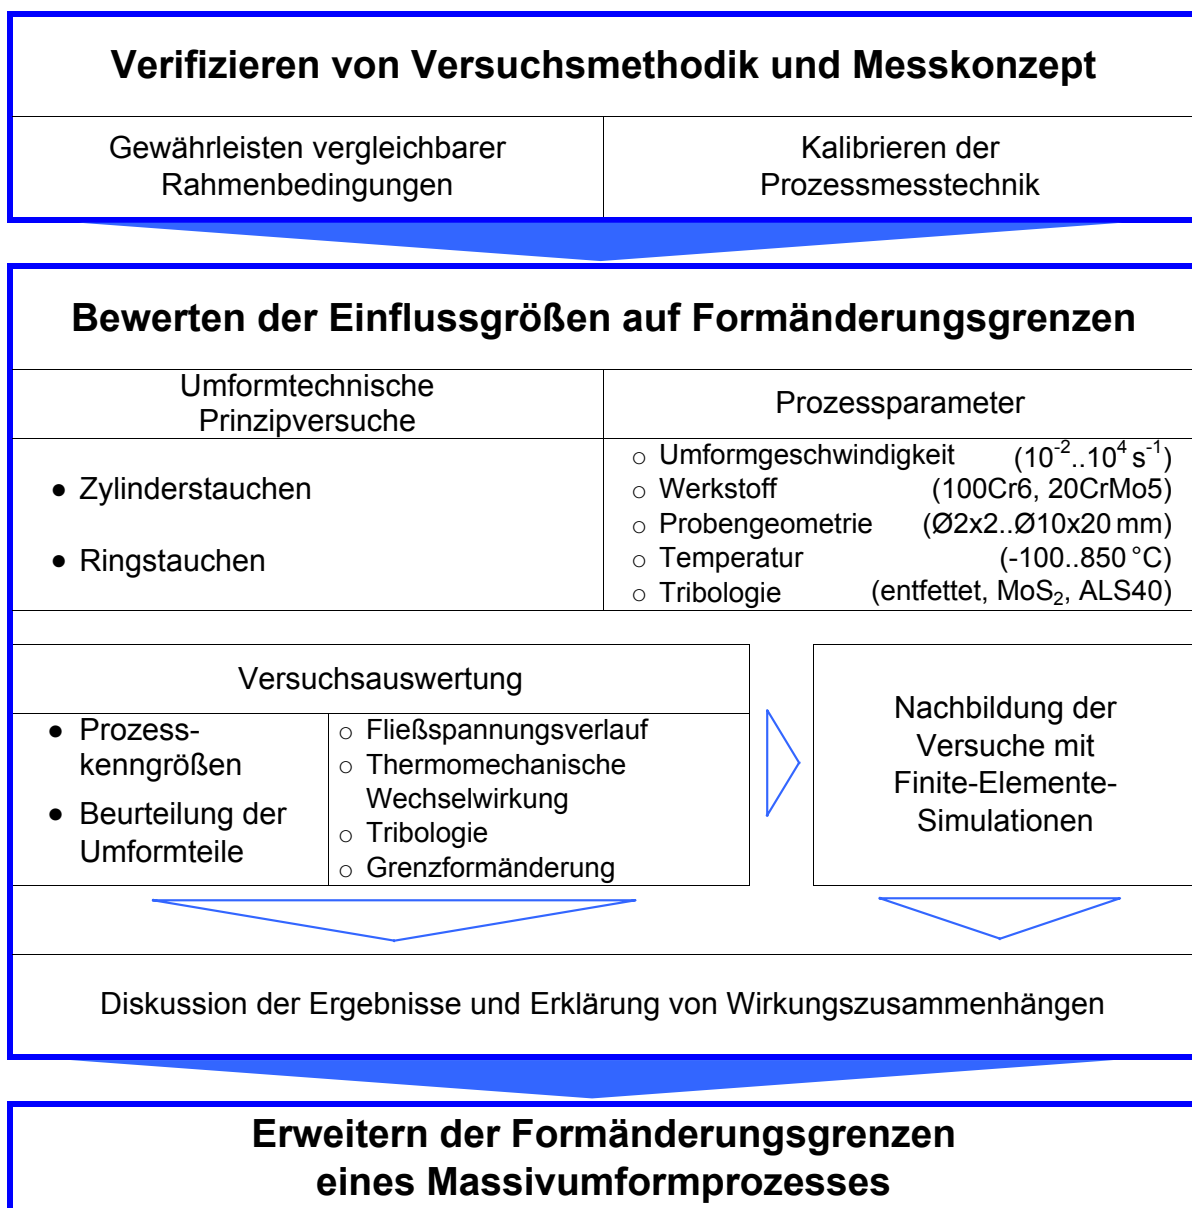 Verifizieren von Versuchsmethodik und Messkonzept
Gewährleisten vergleichbarer
Rahmenbedingungen
Kalibrieren der
Prozessmesstechnik
Bewerten der Einflussgrößen auf Formänderungsgrenzen
Umformtechnische
Prinzipversuche
Prozessparameter
● Zylinderstauchen
● Ringstauchen
○ Umformgeschwindigkeit (10⁻²..10⁴ s⁻¹)
○ Werkstoff (100Cr6, 20CrMo5)
○ Probengeometrie (Ø2x2..Ø10x20 mm)
○ Temperatur (-100..850 °C)
○ Tribologie (entfettet, MoS₂, ALS40)
Versuchsauswertung
● Prozess-
kenngrößen
● Beurteilung der
Umformteile
○ Fließspannungsverlauf
○ Thermomechanische
Wechselwirkung
○ Tribologie
○ Grenzformänderung
Nachbildung der
Versuche mit
Finite-Elemente-
Simulationen
Diskussion der Ergebnisse und Erklärung von Wirkungszusammenhängen
Erweitern der Formänderungsgrenzen
eines Massivumformprozesses